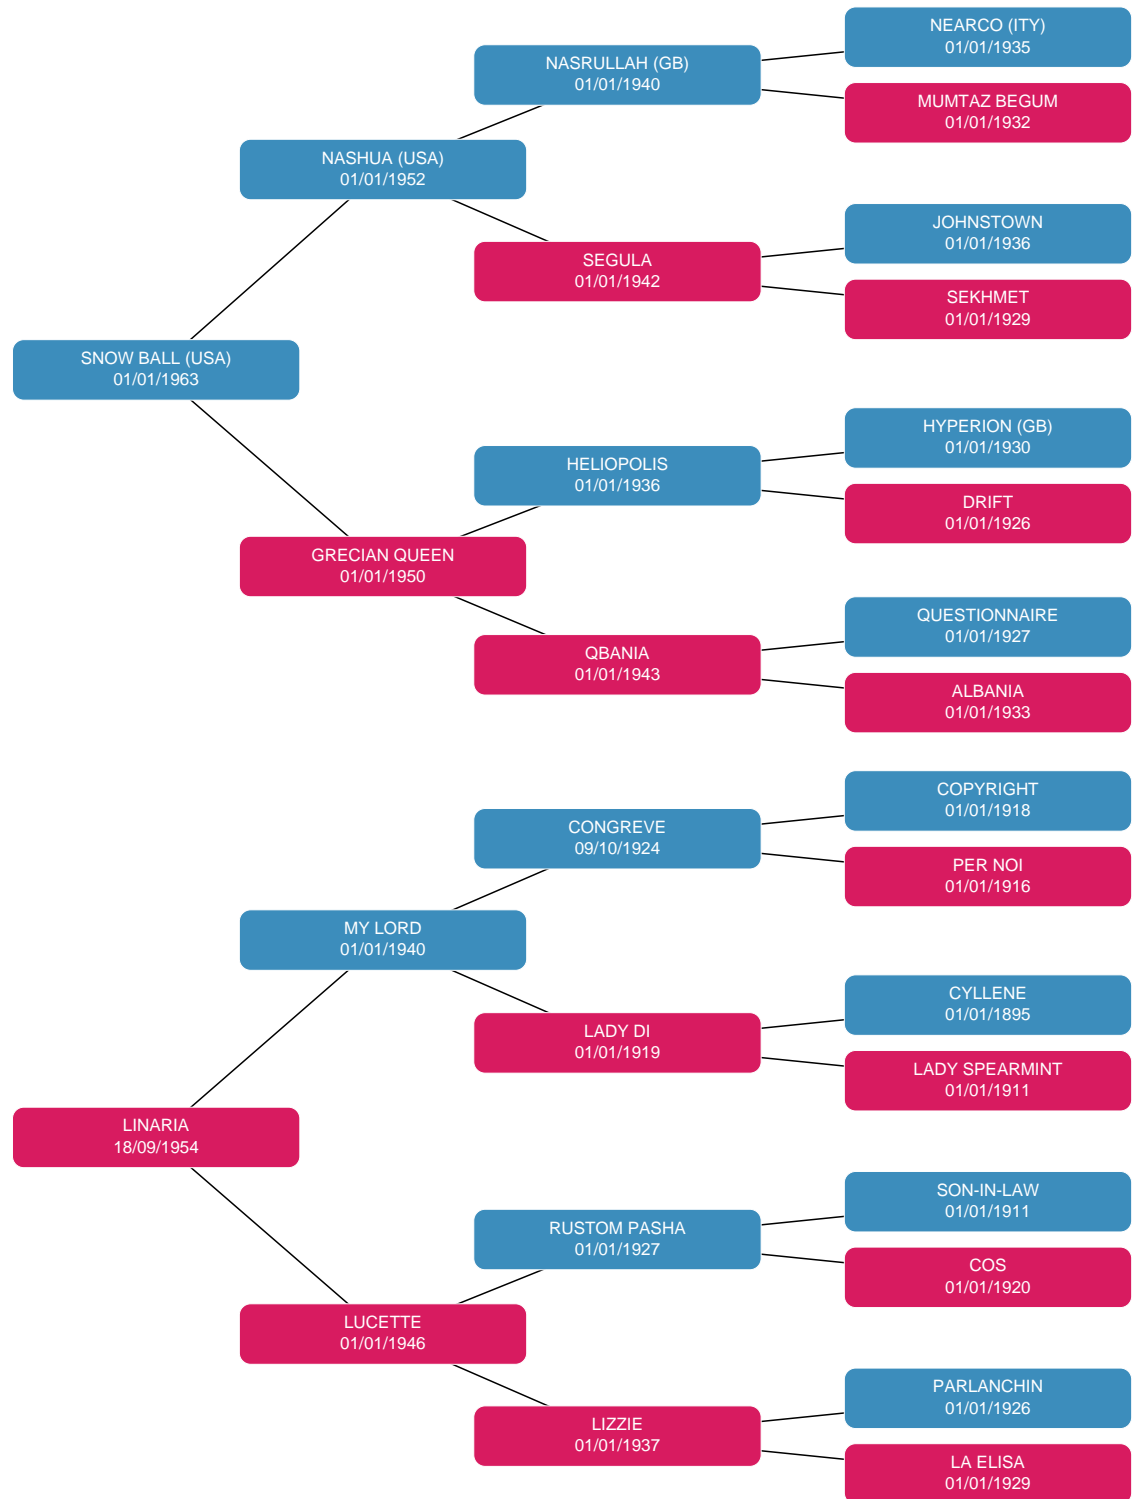 NEARCO (ITY)
01/01/1935
NASRULLAH (GB)
01/01/1940
MUMTAZ BEGUM
01/01/1932
NASHUA (USA)
01/01/1952
JOHNSTOWN
01/01/1936
SEGULA
01/01/1942
SEKHMET
01/01/1929
SNOW BALL (USA)
01/01/1963
HYPERION (GB)
01/01/1930
HELIOPOLIS
01/01/1936
DRIFT
01/01/1926
GRECIAN QUEEN
01/01/1950
QUESTIONNAIRE
01/01/1927
QBANIA
01/01/1943
ALBANIA
01/01/1933
COPYRIGHT
01/01/1918
CONGREVE
09/10/1924
PER NOI
01/01/1916
MY LORD
01/01/1940
CYLLENE
01/01/1895
LADY DI
01/01/1919
LADY SPEARMINT
01/01/1911
LINARIA
18/09/1954
SON-IN-LAW
01/01/1911
RUSTOM PASHA
01/01/1927
COS
01/01/1920
LUCETTE
01/01/1946
PARLANCHIN
01/01/1926
LIZZIE
01/01/1937
LA ELISA
01/01/1929